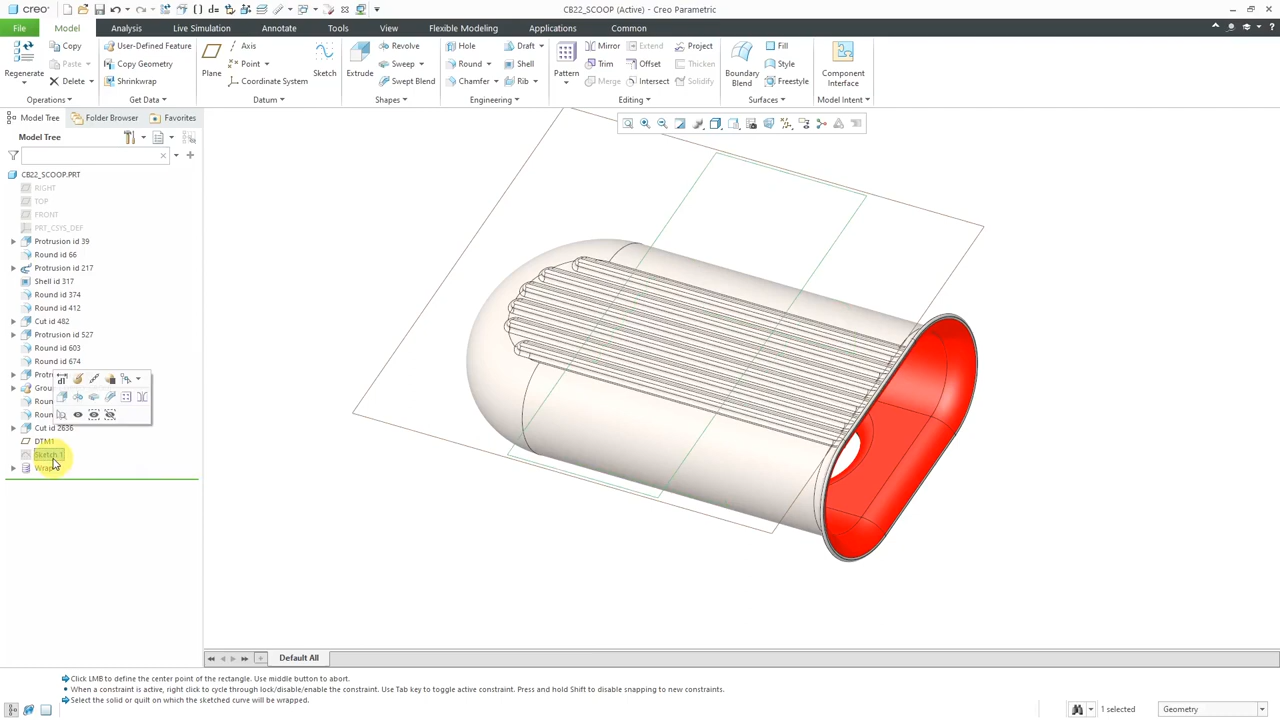 creo
CB22_SCOOP (Active) - Creo Parametric
File Model Analysis Live Simulation Annotate Tools View Flexible Modeling Applications Common
Regenerate
Copy
Paste
Delete
Operations
User-Defined Feature
Copy Geometry
Shrinkwrap
Get Data
Plane
Axis
Point
Coordinate System
Sketch
Datum
Extrude
Revolve
Sweep
Swept Blend
Shapes
Hole
Round
Chamfer
Draft
Shell
Rib
Engineering
Pattern
Mirror
Extend
Project
Trim
Offset
Thicken
Merge
Intersect
Solidify
Editing
Boundary
Blend
Fill
Style
Freestyle
Surfaces
Component
Interface
Model Intent
Model Tree Folder Browser Favorites
Model Tree
CB22_SCOOP.PRT
RIGHT
TOP
FRONT
PRT_CSYS_DEF
Protrusion id 39
Round id 66
Protrusion id 217
Shell id 317
Round id 374
Round id 412
Cut id 482
Protrusion id 527
Round id 603
Round id 674
Protr
Grou
Roun
Roun
Cut id 2636
DTM1
Sketch 1
Wrap
Default All
Click LMB to define the center point of the rectangle. Use middle button to abort.
When a constraint is active, right click to cycle through lock/disable/enable the constraint. Use Tab key to toggle active constraint. Press and hold Shift to disable snapping to new constraints.
Select the solid or quilt on which the sketched curve will be wrapped.
1 selected
Geometry